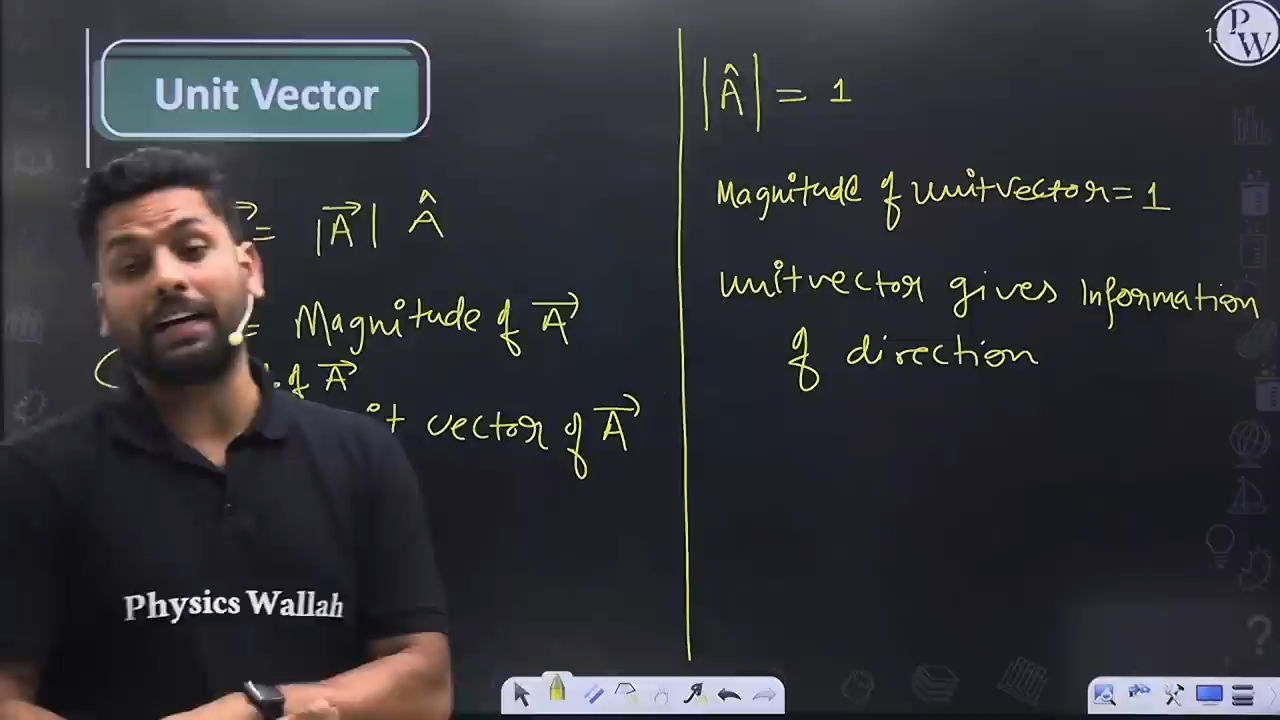 Unit Vector
= |A⃗| Â
= Magnitude of A⃗
of A⃗
vector of A⃗
|Â| = 1
Magnitude of unitvector = 1
unitvector gives Information
of direction
PW
Physics Wallah